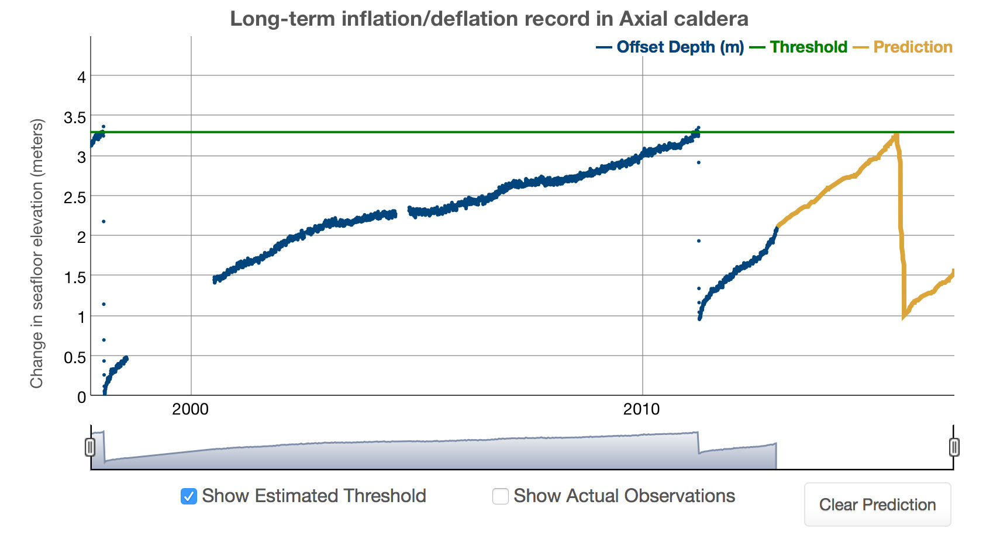 Long-term inflation/deflation record in Axial caldera
Offset Depth (m) Threshold Prediction
Change in seafloor elevation (meters)
4
3.5
3
2.5
2
1.5
1
0.5
0
2000 2010
Show Estimated Threshold Show Actual Observations Clear Prediction